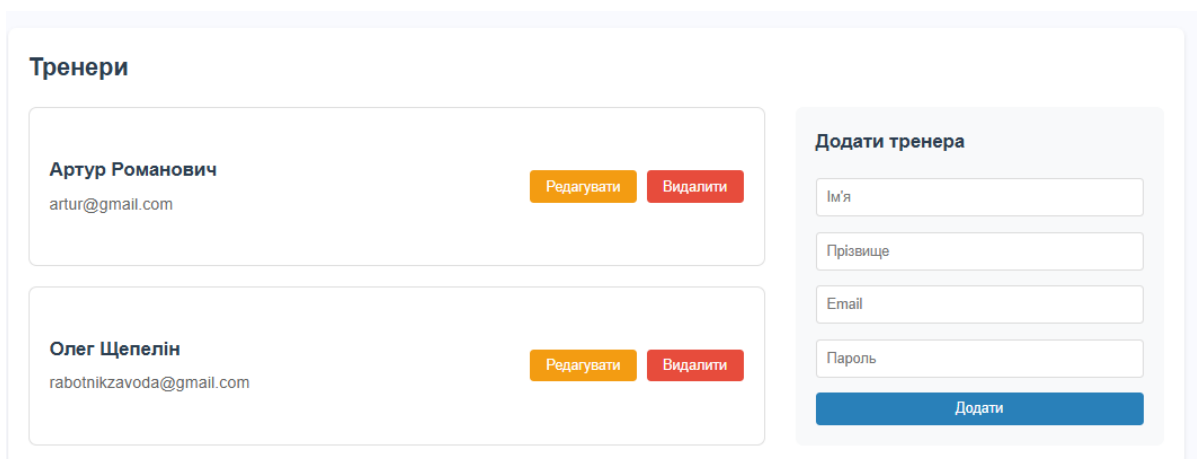 Тренери
Артур Романович
artur@gmail.com
Редагувати
Видалити
Олег Щепелін
rabotnikzavoda@gmail.com
Редагувати
Видалити
Додати тренера
Ім'я
Прізвище
Email
Пароль
Додати